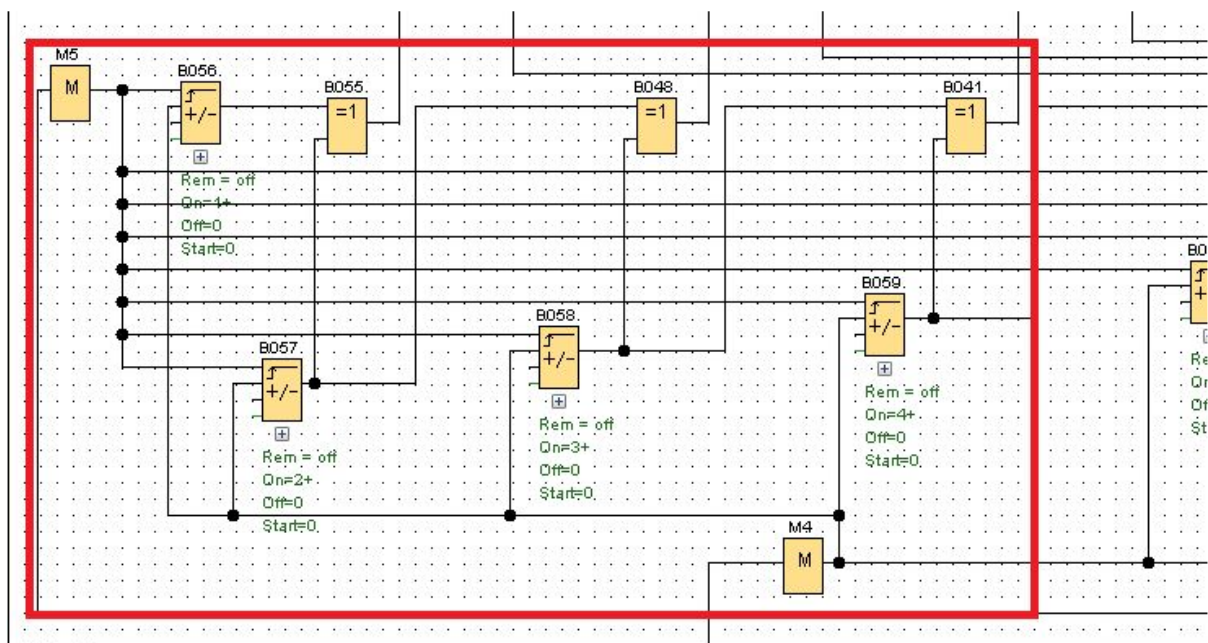 M5
M
B056
+/-
Rem = off
On=1+
Off=0
Start=0
B055
=1
B048
=1
B041
=1
B057
+/-
Rem = off
On=2+
Off=0
Start=0
B058
+/-
Rem = off
On=3+
Off=0
Start=0
B059
+/-
Rem = off
On=4+
Off=0
Start=0
M4
M